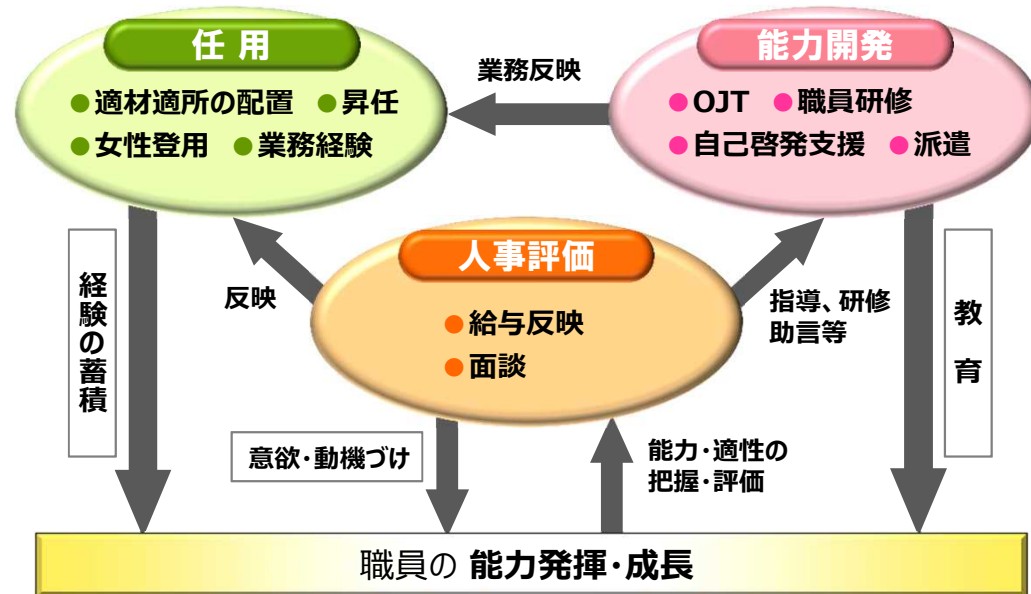 任 用
●適材適所の配置 ●昇任
●女性登用 ●業務経験
業務反映
能力開発
●OJT ●職員研修
●自己啓発支援 ●派遣
人事評価
●給与反映
●面談
反映
指導、研修
助言等
経験の蓄積
教 育
意欲・動機づけ
能力・適性の
把握・評価
職員の 能力発揮・成長